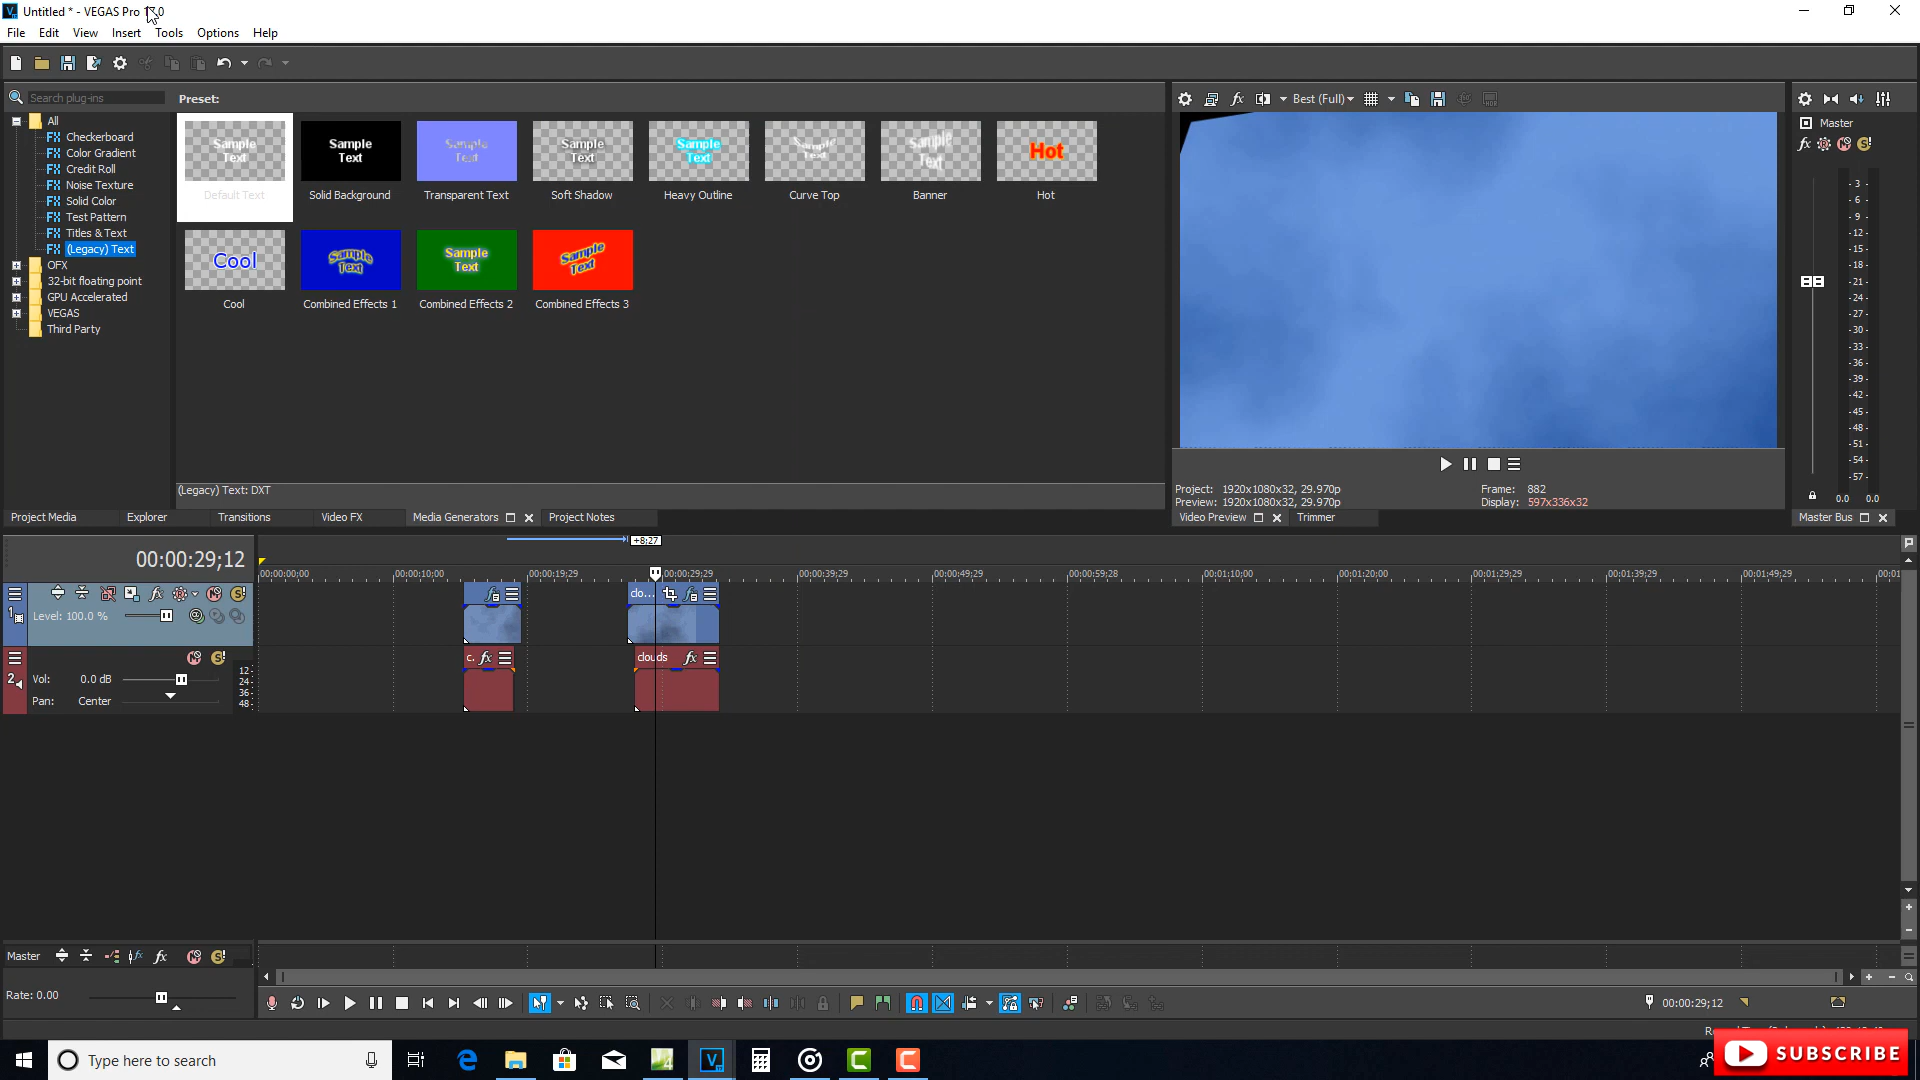 Untitled * - VEGAS Pro 17.0
File Edit View Insert Tools Options Help
Search plug-ins
Preset:
All
Checkerboard
Color Gradient
Credit Roll
Noise Texture
Solid Color
Test Pattern
Titles & Text
(Legacy) Text
OFX
32-bit floating point
GPU Accelerated
VEGAS
Third Party
Sample Text
Sample Text
Sample Text
Sample Text
Sample Text
Sample Text
Sample Text
Hot
Default Text
Solid Background
Transparent Text
Soft Shadow
Heavy Outline
Curve Top
Banner
Hot
Cool
Sample Text
Sample Text
Sample Text
Cool
Combined Effects 1
Combined Effects 2
Combined Effects 3
(Legacy) Text: DXT
Project Media
Explorer
Transitions
Video FX
Media Generators
Project Notes
Best (Full)
Project: 1920x1080x32, 29.970p
Frame: 882
Preview: 1920x1080x32, 29.970p
Display: 597x336x32
Video Preview
Trimmer
Master
fx
- 3 -
- 6 -
- 9 -
- 12 -
- 15 -
- 18 -
- 21 -
- 24 -
- 27 -
- 30 -
- 33 -
- 36 -
- 39 -
- 42 -
- 45 -
- 48 -
- 51 -
- 54 -
- 57 -
0.0 0.0
Master Bus
00:00:29;12
+8;27
00:00:00;00
00:00:10;00
00:00:19;29
00:00:29;29
00:00:39;29
00:00:49;29
00:00:59;28
00:01:10;00
00:01:20;00
00:01:29;29
00:01:39;29
00:01:49;29
00:01
1
Level: 100.0 %
clo...
2
Vol: 0.0 dB
Pan: Center
12
24
36
48
c.
clouds
Master
Rate: 0.00
00:00:29;12
Type here to search
SUBSCRIBE